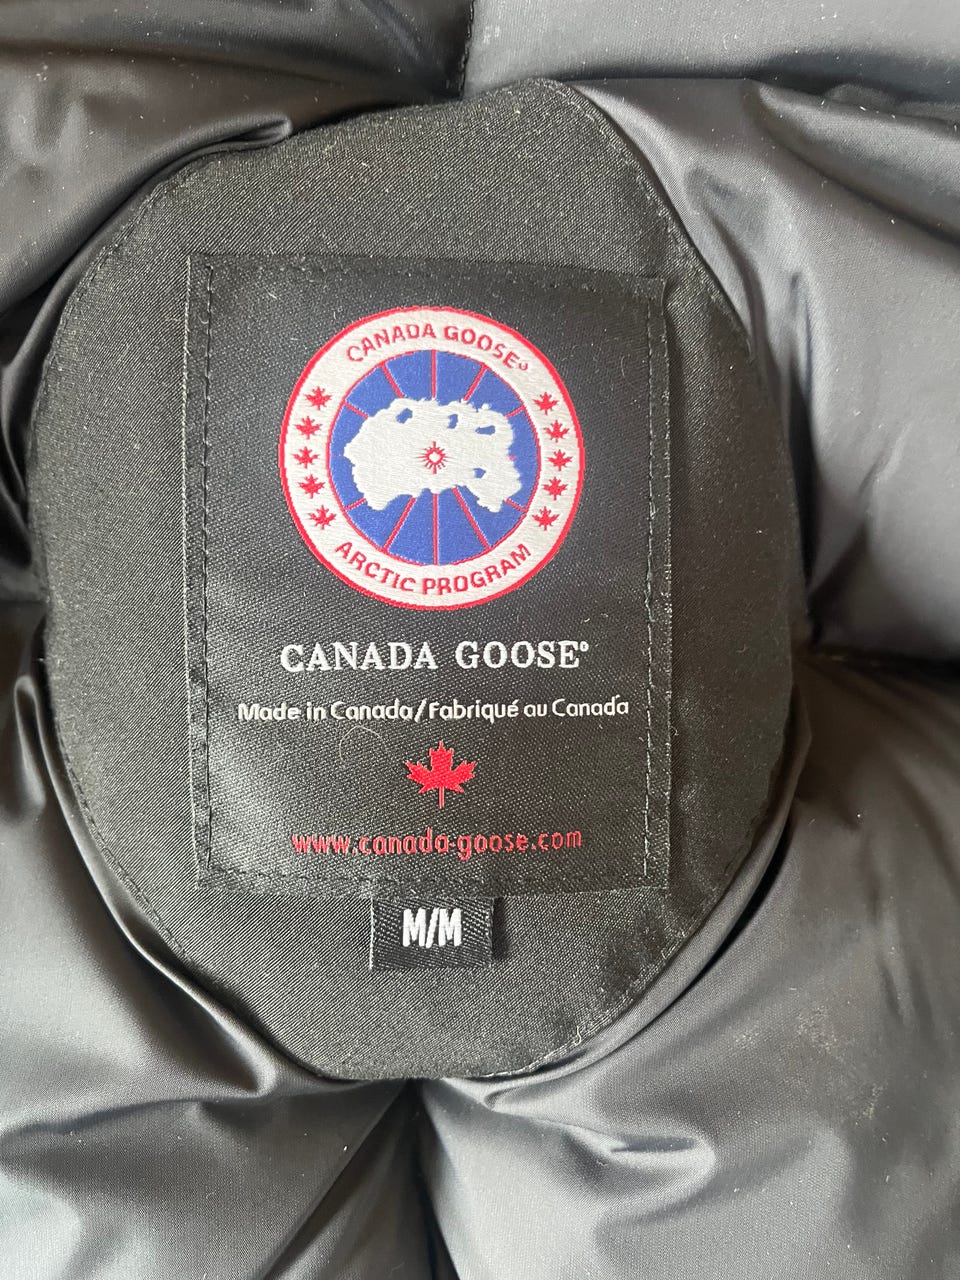 CANADA GOOSE®
ARCTIC PROGRAM
CANADA GOOSE®
Made in Canada/Fabriqué au Canada
www.canada-goose.com
M/M